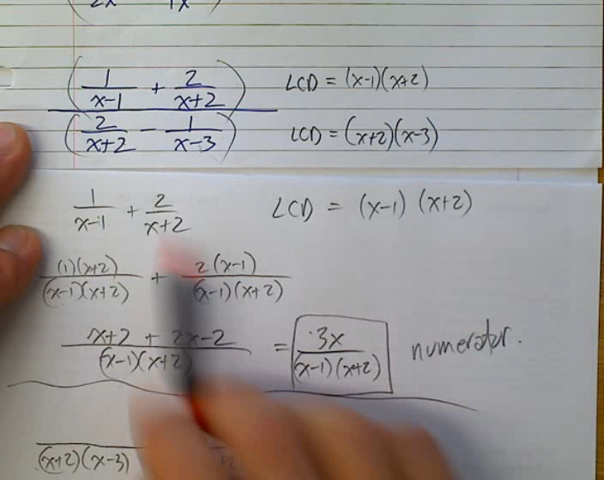 2x 1x
(1/(x-1) + 2/(x+2)) LCD = (x-1)(x+2)
(2/(x+2) - 1/(x-3)) LCD = (x+2)(x-3)
1/(x-1) + 2/(x+2) LCD = (x-1) (x+2)
(1)(x+2)/(x-1)(x+2) + 2(x-1)/(x-1)(x+2)
x+2 + 2x-2/(x-1)(x+2) = 3x/(x-1)(x+2) numerator.
(x+2)(x-3)